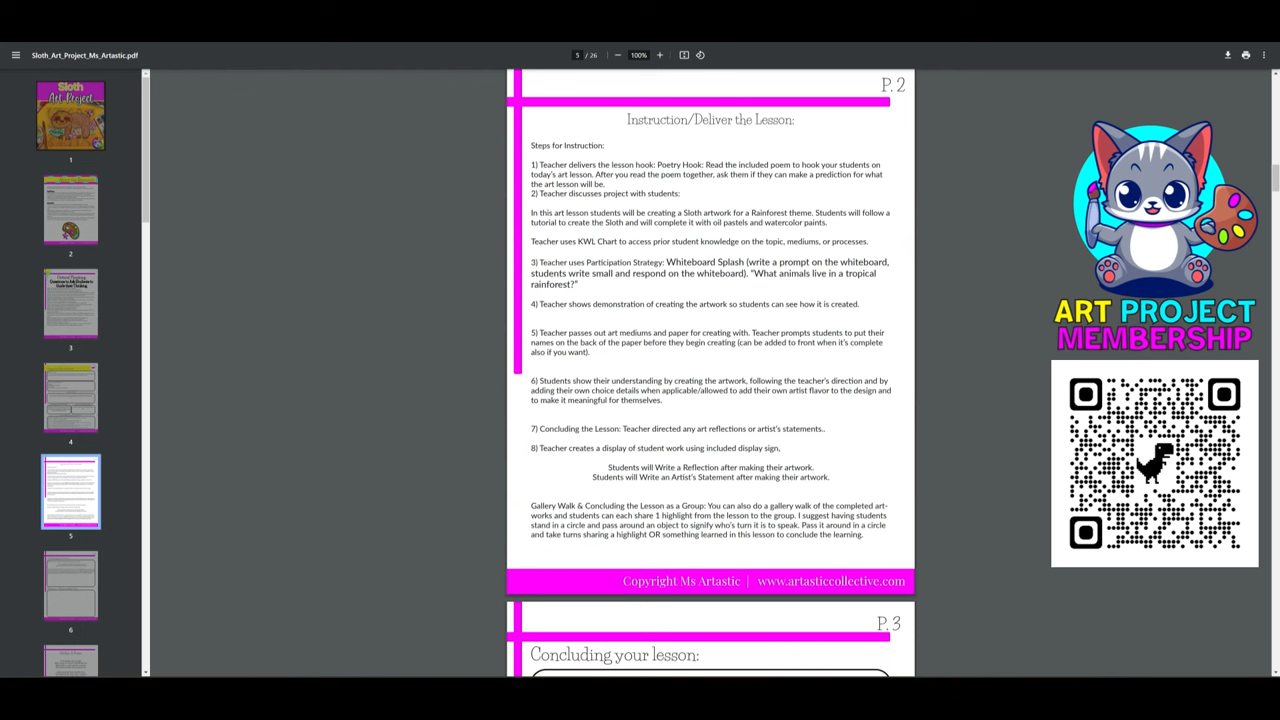 Sloth_Art_Project_Ms_Artastic.pdf
5 / 26
100%
Sloth
Art Project
1
2
3
4
5
6
P. 2
Instruction/Deliver the Lesson:
Steps for Instruction:
1) Teacher delivers the lesson hook: Poetry Hook: Read the included poem to hook your students on
today's art lesson. After you read the poem together, ask them if they can make a prediction for what
the art lesson will be.
2) Teacher discusses project with students:
In this art lesson students will be creating a Sloth artwork for a Rainforest theme. Students will follow a
tutorial to create the Sloth and will complete it with oil pastels and watercolor paints.
Teacher uses KWL Chart to access prior student knowledge on the topic, mediums, or processes.
3) Teacher uses Participation Strategy: Whiteboard Splash (write a prompt on the whiteboard,
students write small and respond on the whiteboard). "What animals live in a tropical
rainforest?"
4) Teacher shows demonstration of creating the artwork so students can see how it is created.
5) Teacher passes out art mediums and paper for creating with. Teacher prompts students to put their
names on the back of the paper before they begin creating (can be added to front when it's complete
also if you want).
6) Students show their understanding by creating the artwork, following the teacher's direction and by
adding their own choice details when applicable/allowed to add their own artist flavor to the design and
to make it meaningful for themselves.
7) Concluding the Lesson: Teacher directed any art reflections or artist's statements..
8) Teacher creates a display of student work using included display sign,
Students will Write a Reflection after making their artwork.
Students will Write an Artist's Statement after making their artwork.
Gallery Walk & Concluding the Lesson as a Group: You can also do a gallery walk of the completed art-
works and students can each share 1 highlight from the lesson to the group. I suggest having students
stand in a circle and pass around an object to signify who's turn it is to speak. Pass it around in a circle
and take turns sharing a highlight OR something learned in this lesson to conclude the learning.
Copyright Ms Artastic | www.artasticcollective.com
P. 3
Concluding your lesson:
ART PROJECT
MEMBERSHIP